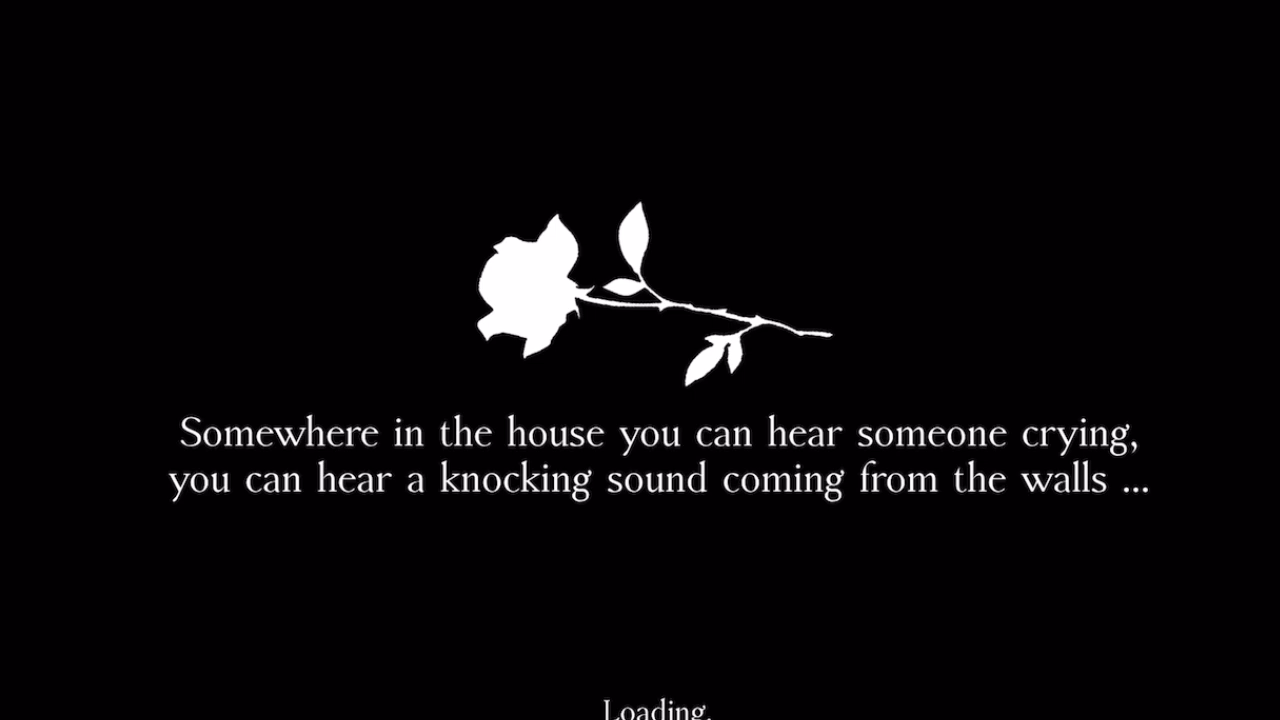 Somewhere in the house you can hear someone crying,
you can hear a knocking sound coming from the walls ...
Loading.